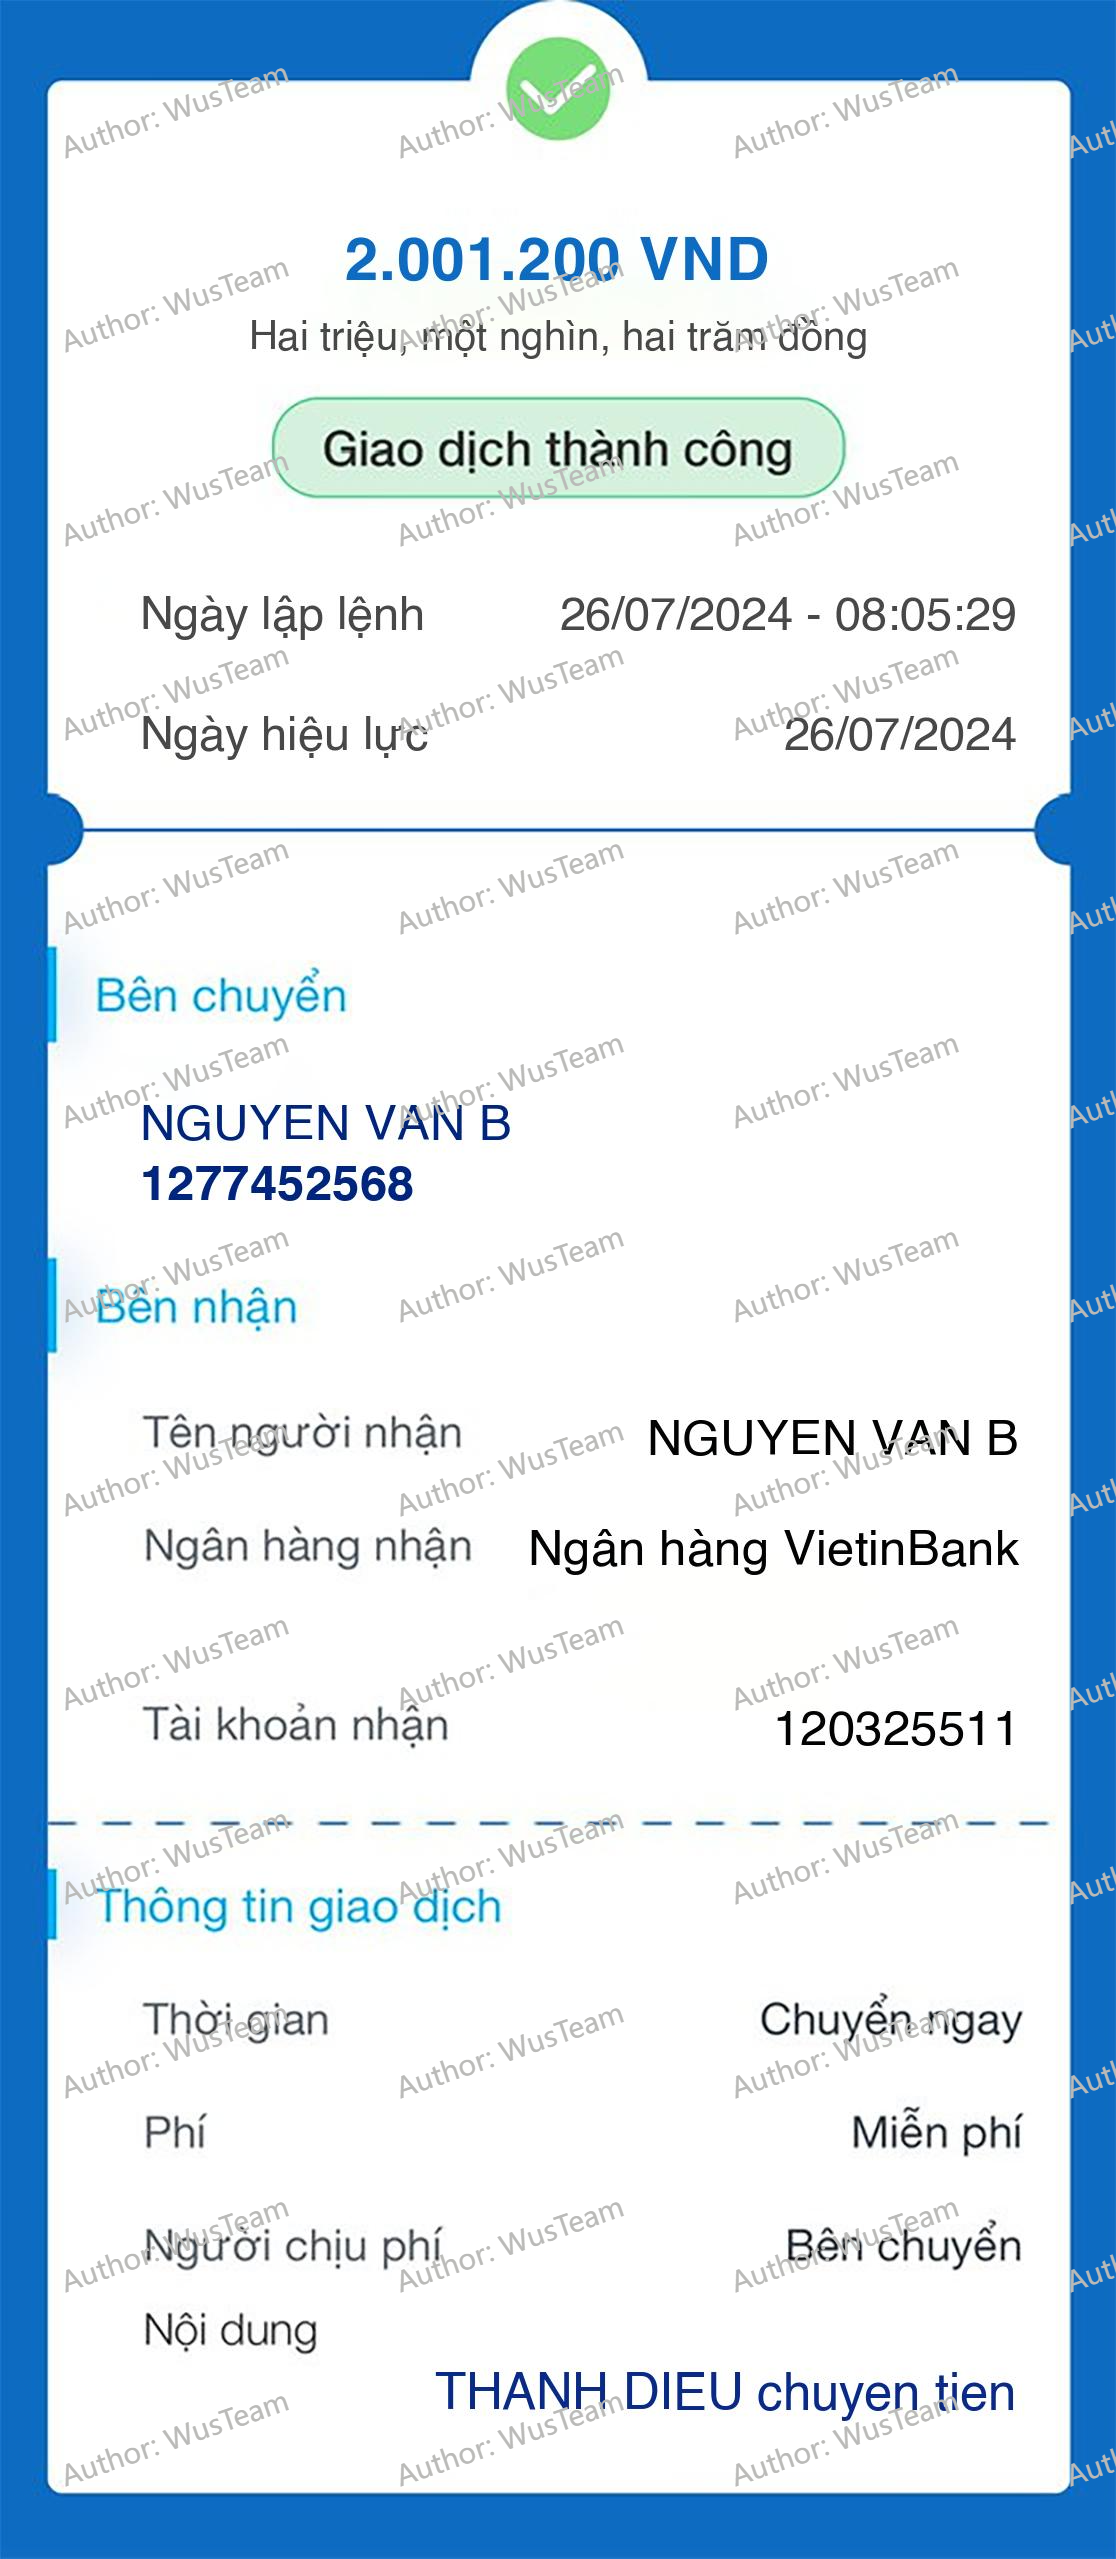 2.001.200 VND
Hai triệu, một nghìn, hai trăm đồng
Giao dịch thành công
Ngày lập lệnh 26/07/2024 - 08:05:29
Ngày hiệu lực 26/07/2024
Bên chuyển
NGUYEN VAN B
1277452568
Bên nhận
Tên người nhận NGUYEN VAN B
Ngân hàng nhận Ngân hàng VietinBank
Tài khoản nhận 120325511
Thông tin giao dịch
Thời gian Chuyển ngay
Phí Miễn phí
Người chịu phí Bên chuyển
Nội dung
THANH DIEU chuyen tien
Author: WusTeam